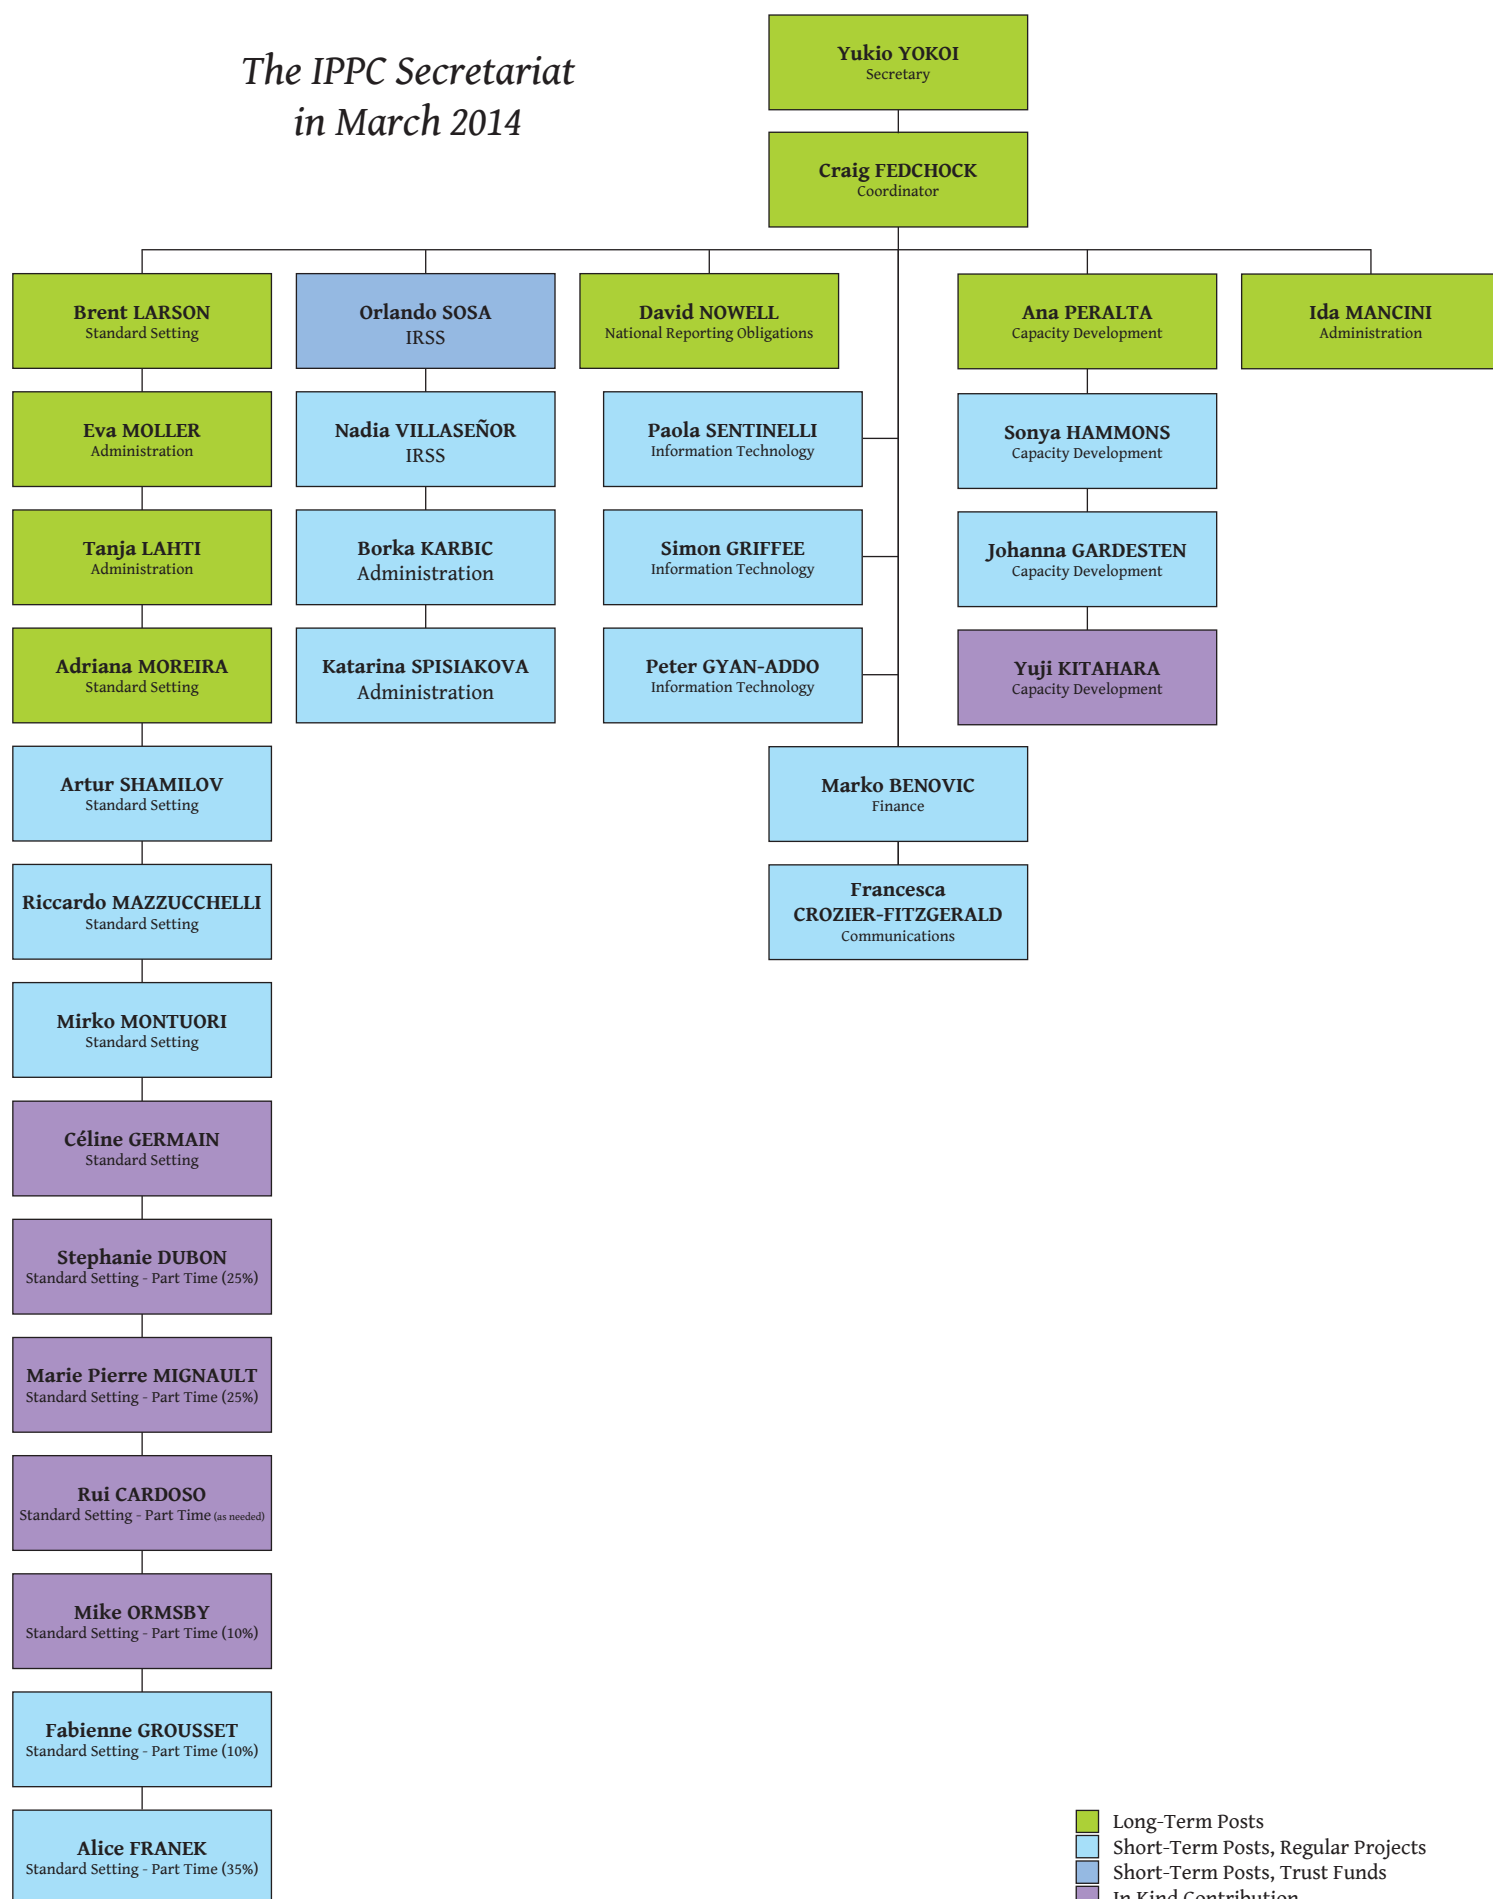 The IPPC Secretariat
in March 2014
Yukio YOKOI
Secretary
Craig FEDCHOCK
Coordinator
Brent LARSON
Standard Setting
Orlando SOSA
IRSS
David NOWELL
National Reporting Obligations
Ana PERALTA
Capacity Development
Ida MANCINI
Administration
Eva MOLLER
Administration
Nadia VILLASEÑOR
IRSS
Paola SENTINELLI
Information Technology
Sonya HAMMONS
Capacity Development
Tanja LAHTI
Administration
Borka KARBIC
Administration
Simon GRIFFEE
Information Technology
Johanna GARDESTEN
Capacity Development
Adriana MOREIRA
Standard Setting
Katarina SPISIAKOVA
Administration
Peter GYAN-ADDO
Information Technology
Yuji KITAHARA
Capacity Development
Artur SHAMILOV
Standard Setting
Marko BENOVIC
Finance
Riccardo MAZZUCCHELLI
Standard Setting
Francesca
CROZIER-FITZGERALD
Communications
Mirko MONTUORI
Standard Setting
Céline GERMAIN
Standard Setting
Stephanie DUBON
Standard Setting - Part Time (25%)
Marie Pierre MIGNAULT
Standard Setting - Part Time (25%)
Rui CARDOSO
Standard Setting - Part Time (as needed)
Mike ORMSBY
Standard Setting - Part Time (10%)
Fabienne GROUSSET
Standard Setting - Part Time (10%)
Alice FRANEK
Standard Setting - Part Time (35%)
Long-Term Posts
Short-Term Posts, Regular Projects
Short-Term Posts, Trust Funds
In Kind Contribution